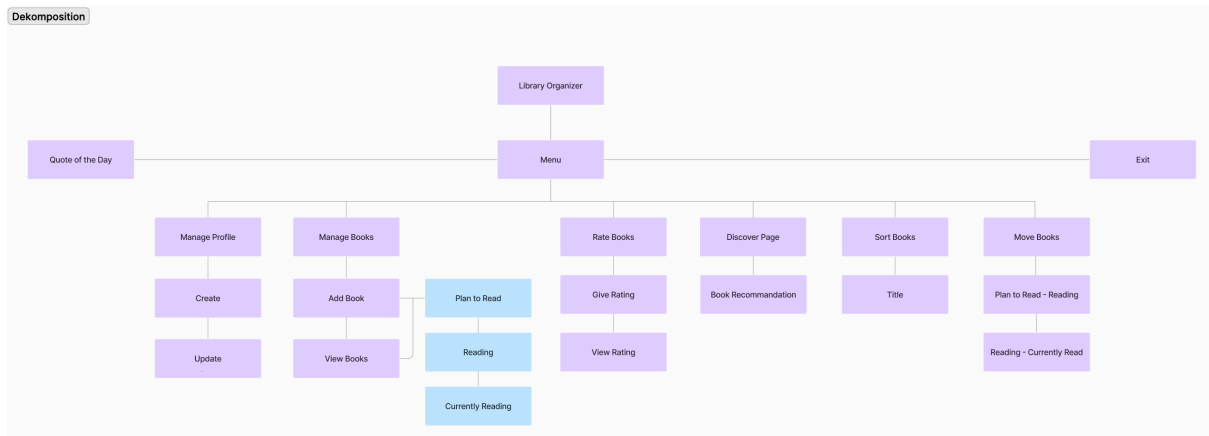 Dekomposition
Library Organizer
Quote of the Day
Menu
Exit
Manage Profile
Manage Books
Rate Books
Discover Page
Sort Books
Move Books
Create
Add Book
Plan to Read
Give Rating
Book Recommandation
Title
Plan to Read - Reading
Update
View Books
Reading
View Rating
Reading - Currently Read
Currently Reading